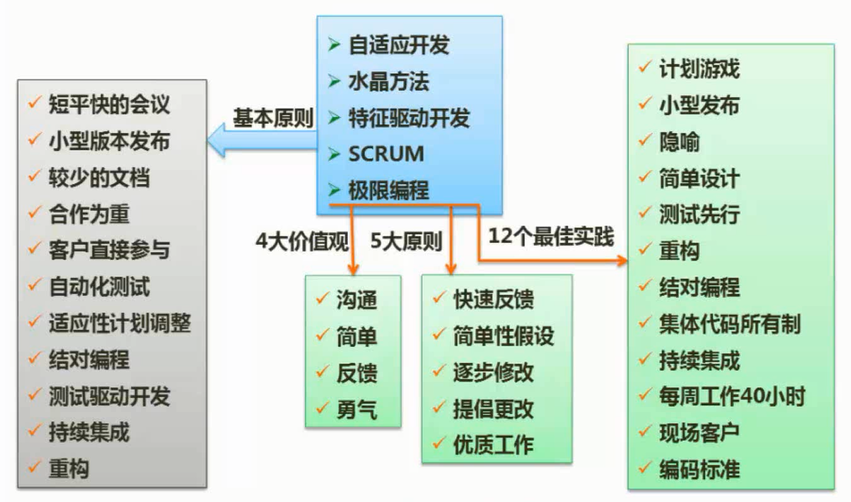 自适应开发
水晶方法
特征驱动开发
SCRUM
极限编程
基本原则
短平快的会议
小型版本发布
较少的文档
合作为重
客户直接参与
自动化测试
适应性计划调整
结对编程
测试驱动开发
持续集成
重构
4大价值观
沟通
简单
反馈
勇气
5大原则
快速反馈
简单性假设
逐步修改
提倡更改
优质工作
12个最佳实践
计划游戏
小型发布
隐喻
简单设计
测试先行
重构
结对编程
集体代码所有制
持续集成
每周工作40小时
现场客户
编码标准